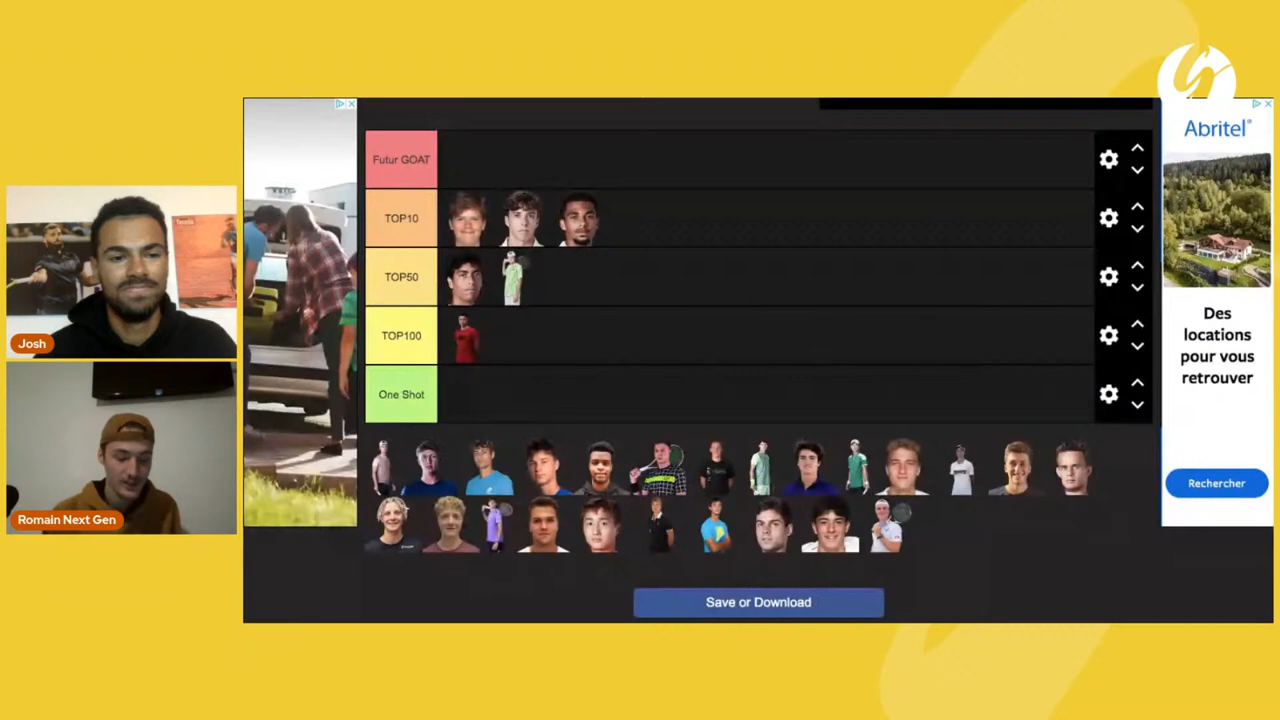 Abritel®
Futur GOAT
TOP10
TOP50
TOP100
One Shot
Josh
Romain Next Gen
Des
locations
pour vous
retrouver
Rechercher
Save or Download